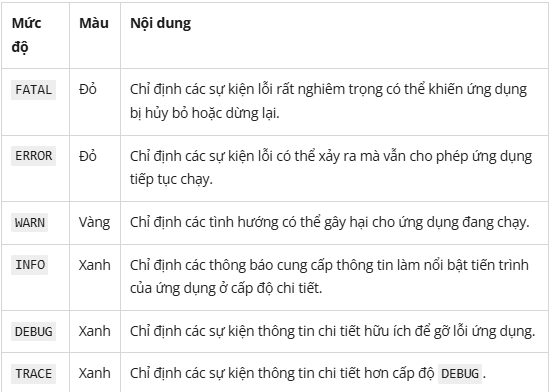 Mức độ Màu Nội dung
FATAL Đỏ Chỉ định các sự kiện lỗi rất nghiêm trọng có thể khiến ứng dụng
bị hủy bỏ hoặc dừng lại.
ERROR Đỏ Chỉ định các sự kiện lỗi có thể xảy ra mà vẫn cho phép ứng dụng
tiếp tục chạy.
WARN Vàng Chỉ định các tình hướng có thể gây hại cho ứng dụng đang chạy.
INFO Xanh Chỉ định các thông báo cung cấp thông tin làm nổi bật tiến trình
của ứng dụng ở cấp độ chi tiết.
DEBUG Xanh Chỉ định các sự kiện thông tin chi tiết hữu ích để gỡ lỗi ứng dụng.
TRACE Xanh Chỉ định các sự kiện thông tin chi tiết hơn cấp độ DEBUG.